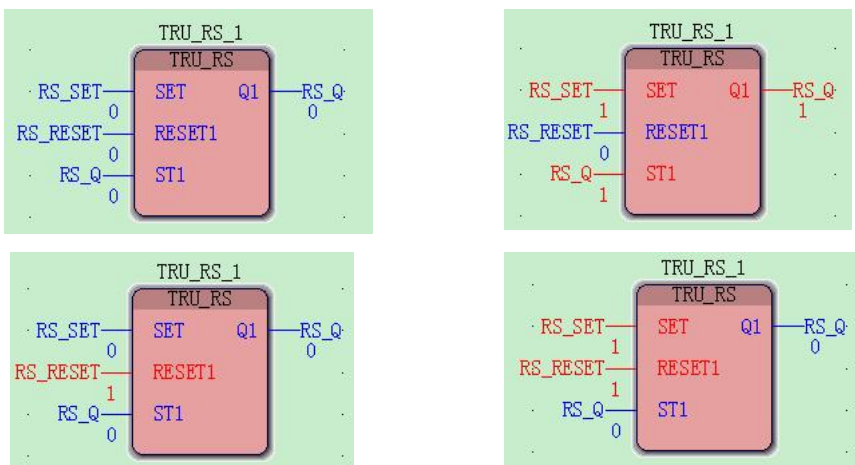 TRU_RS_1
TRU_RS
RS_SET SET Q1 RS_Q
0 0
RS_RESET RESET1
0
RS_Q ST1
0
TRU_RS_1
TRU_RS
RS_SET SET Q1 RS_Q
1 1
RS_RESET RESET1
0
RS_Q ST1
1
TRU_RS_1
TRU_RS
RS_SET SET Q1 RS_Q
0 0
RS_RESET RESET1
1
RS_Q ST1
0
TRU_RS_1
TRU_RS
RS_SET SET Q1 RS_Q
1 0
RS_RESET RESET1
1
RS_Q ST1
0